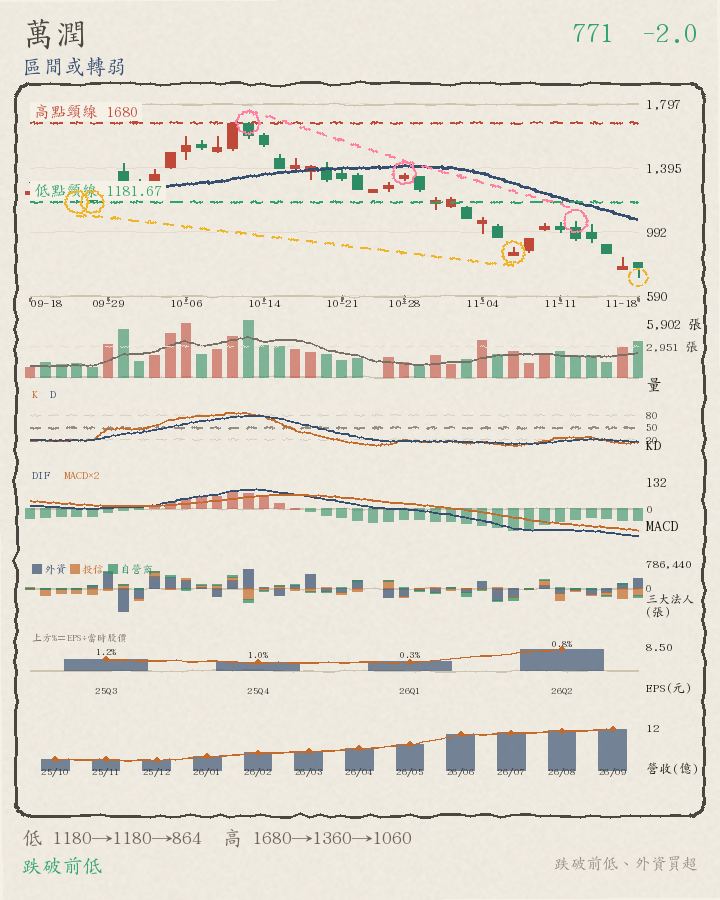 萬潤
771 -2.0
區間或轉弱
高點頸線 1680
低點頸線 1181.67
1,797
1,395
992
590
09-18 09-29 10-06 10-14 10-21 10-28 11-04 11-11 11-18
5,902 張
2,951 張
量
K D
80
50
20
KD
DIF MACD×2
132
0
MACD
外資 投信 自營商
786,440
0
三大法人
(張)
上方%=EPS÷當時股價
1.2% 1.0% 0.3% 0.8%
8.50
25Q3 25Q4 26Q1 26Q2
EPS(元)
12
25/10 25/11 25/12 26/01 26/02 26/03 26/04 26/05 26/06 26/07 26/08 26/09
營收(億)
低 1180→1180→864 高 1680→1360→1060
跌破前低
跌破前低、外資買超